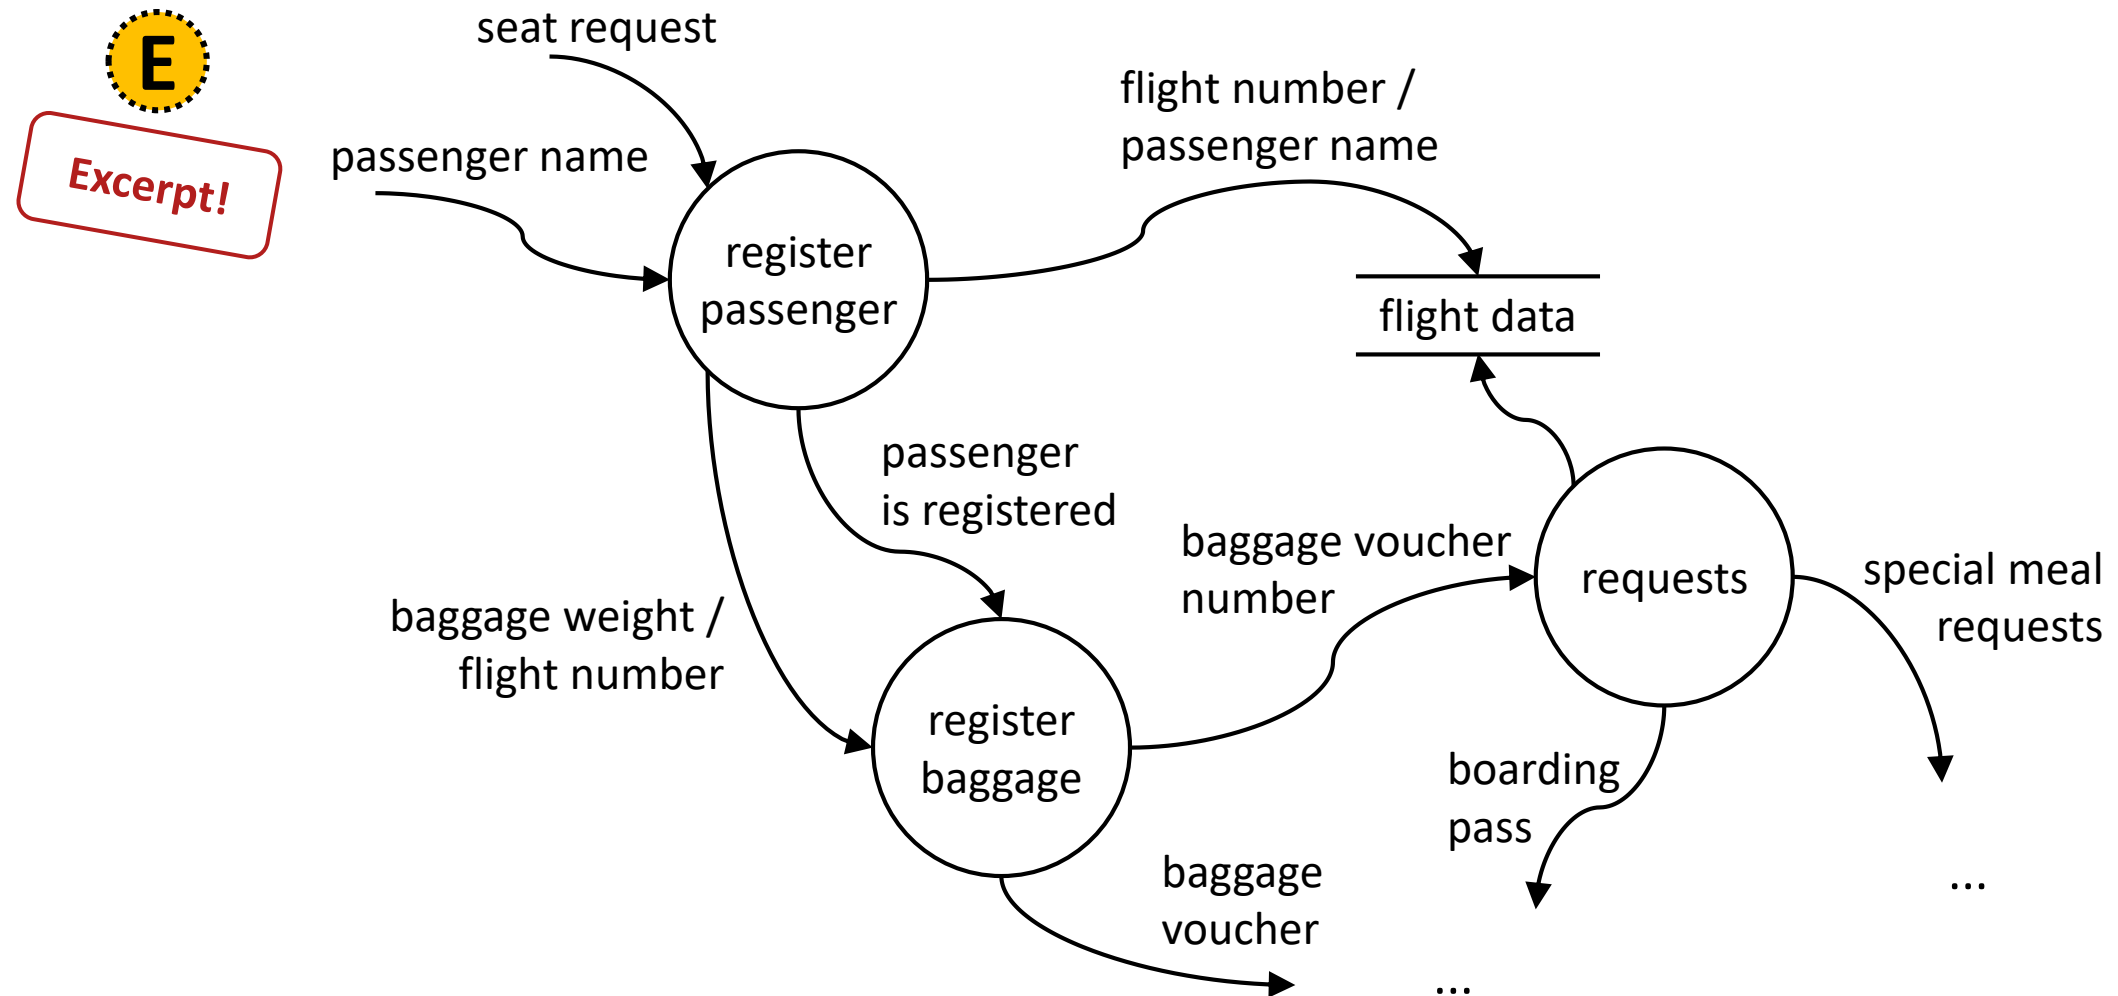 E
Excerpt!
seat request
passenger name
flight number /
passenger name
register
passenger
flight data
passenger
is registered
baggage weight /
flight number
baggage voucher
number
requests
special meal
requests
register
baggage
boarding
pass
baggage
voucher
...
...